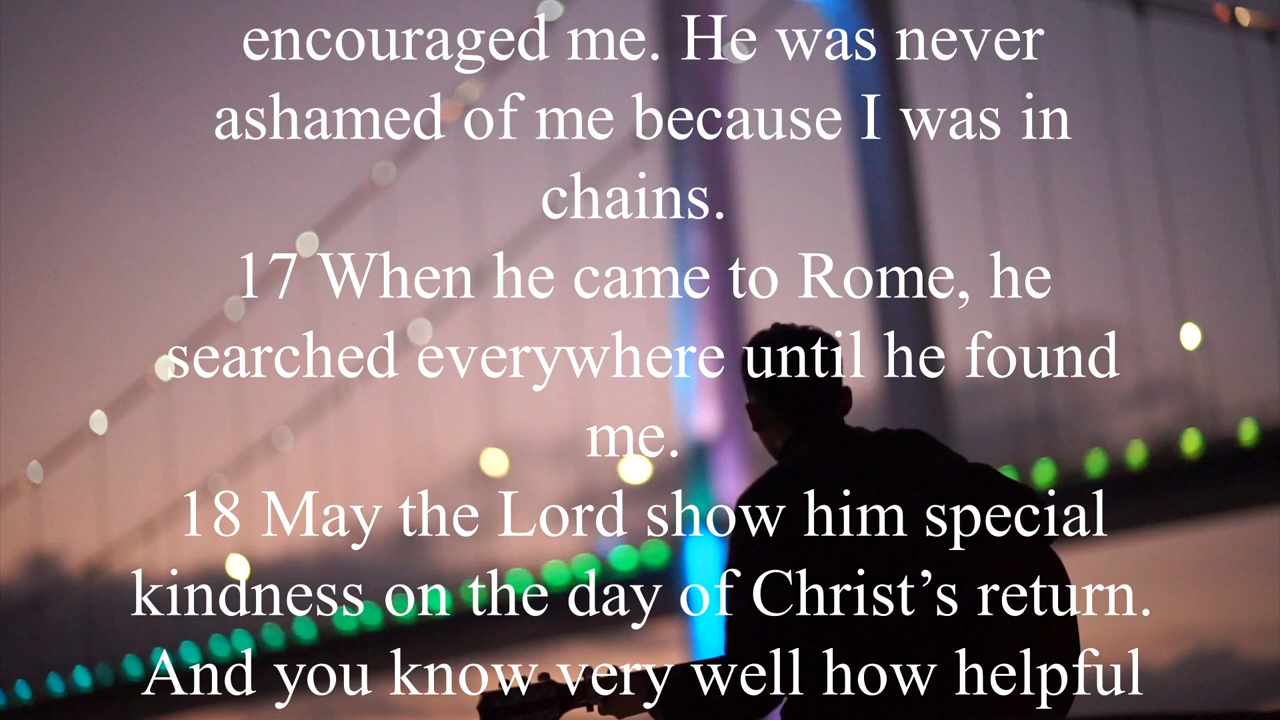 encouraged me. He was never
ashamed of me because I was in
chains.
17 When he came to Rome, he
searched everywhere until he found
me.
18 May the Lord show him special
kindness on the day of Christ’s return.
And you know very well how helpful